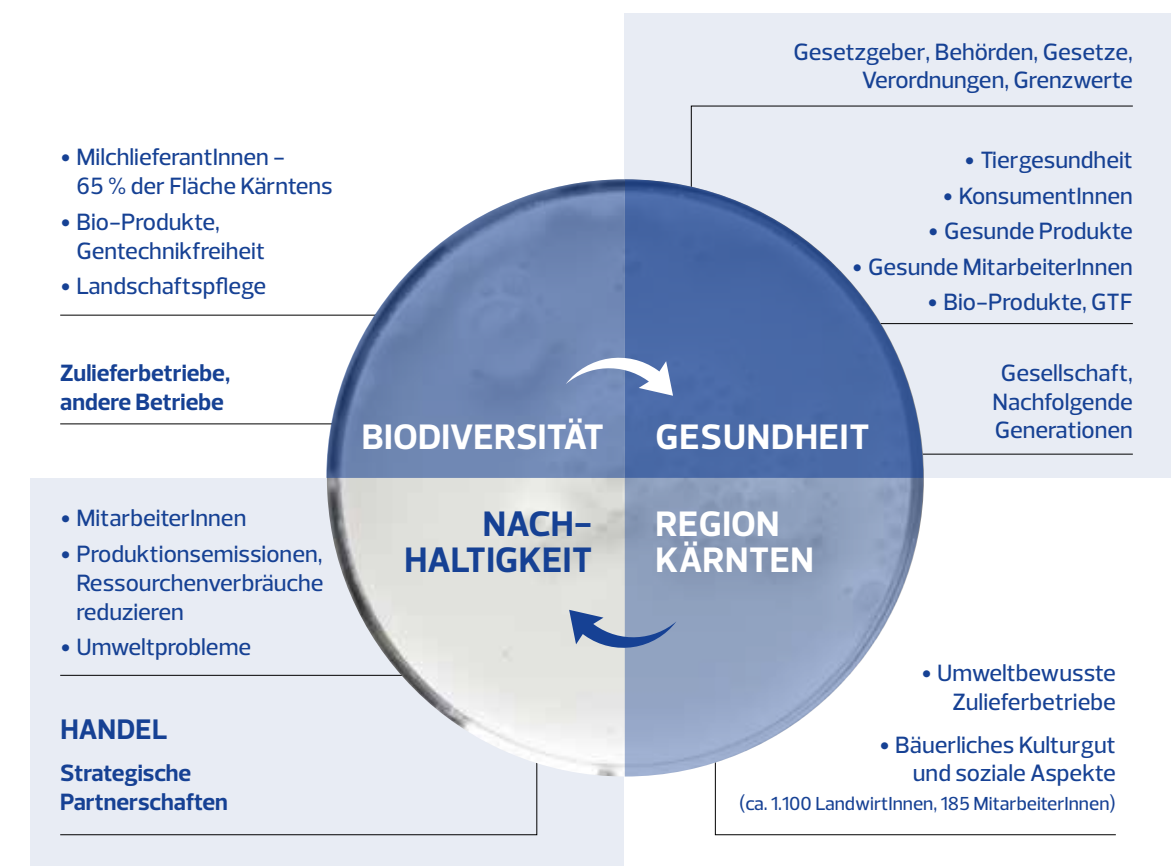 Gesetzgeber, Behörden, Gesetze,
Verordnungen, Grenzwerte
• MilchlieferantInnen –
65 % der Fläche Kärntens
• Bio-Produkte,
Gentechnikfreiheit
• Landschaftspflege
Zulieferbetriebe,
andere Betriebe
• Tiergesundheit
• KonsumentInnen
• Gesunde Produkte
• Gesunde MitarbeiterInnen
• Bio-Produkte, GTF
Gesellschaft,
Nachfolgende
Generationen
BIODIVERSITÄT
GESUNDHEIT
NACH-
HALTIGKEIT
REGION
KÄRNTEN
• MitarbeiterInnen
• Produktionsemissionen,
Ressourchenverbräuche
reduzieren
• Umweltprobleme
HANDEL
Strategische
Partnerschaften
• Umweltbewusste
Zulieferbetriebe
• Bäuerliches Kulturgut
und soziale Aspekte
(ca. 1.100 LandwirtInnen, 185 MitarbeiterInnen)